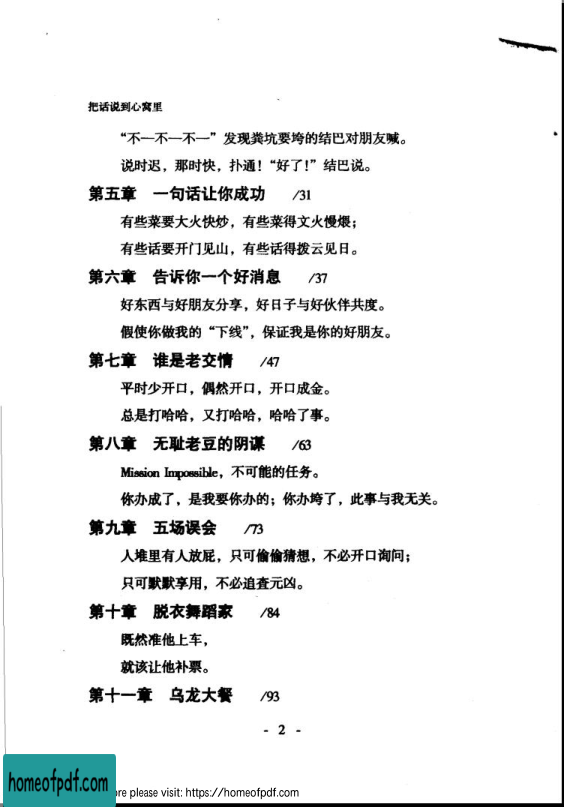 把话说到心窝里
“不一不一不一”发现粪坑要垮的结巴对朋友喊。
说时迟，那时快，扑通！“好了！”结巴说。
第五章 一句话让你成功 /31
有些菜要大火快炒，有些菜得文火慢煨；
有些话要开门见山，有些话得拨云见日。
第六章 告诉你一个好消息 /37
好东西与好朋友分享，好日子与好伙伴共度。
假使你做我的“下线”，保证我是你的好朋友。
第七章 谁是老交情 /47
平时少开口，偶然开口，开口成金。
总是打哈哈，又打哈哈，哈哈了事。
第八章 无耻老豆的阴谋 /63
Mission Impossible，不可能的任务。
你办成了，是我要你办的；你办垮了，此事与我无关。
第九章 五场误会 /73
人堆里有人放屁，只可偷偷猜想，不必开口询问；
只可默默享用，不必追查元凶。
第十章 脱衣舞蹈家 /84
既然准他上车，
就该让他补票。
第十一章 乌龙大餐 /93
- 2 -
homeofpdf.com
re please visit: https://homeofpdf.com